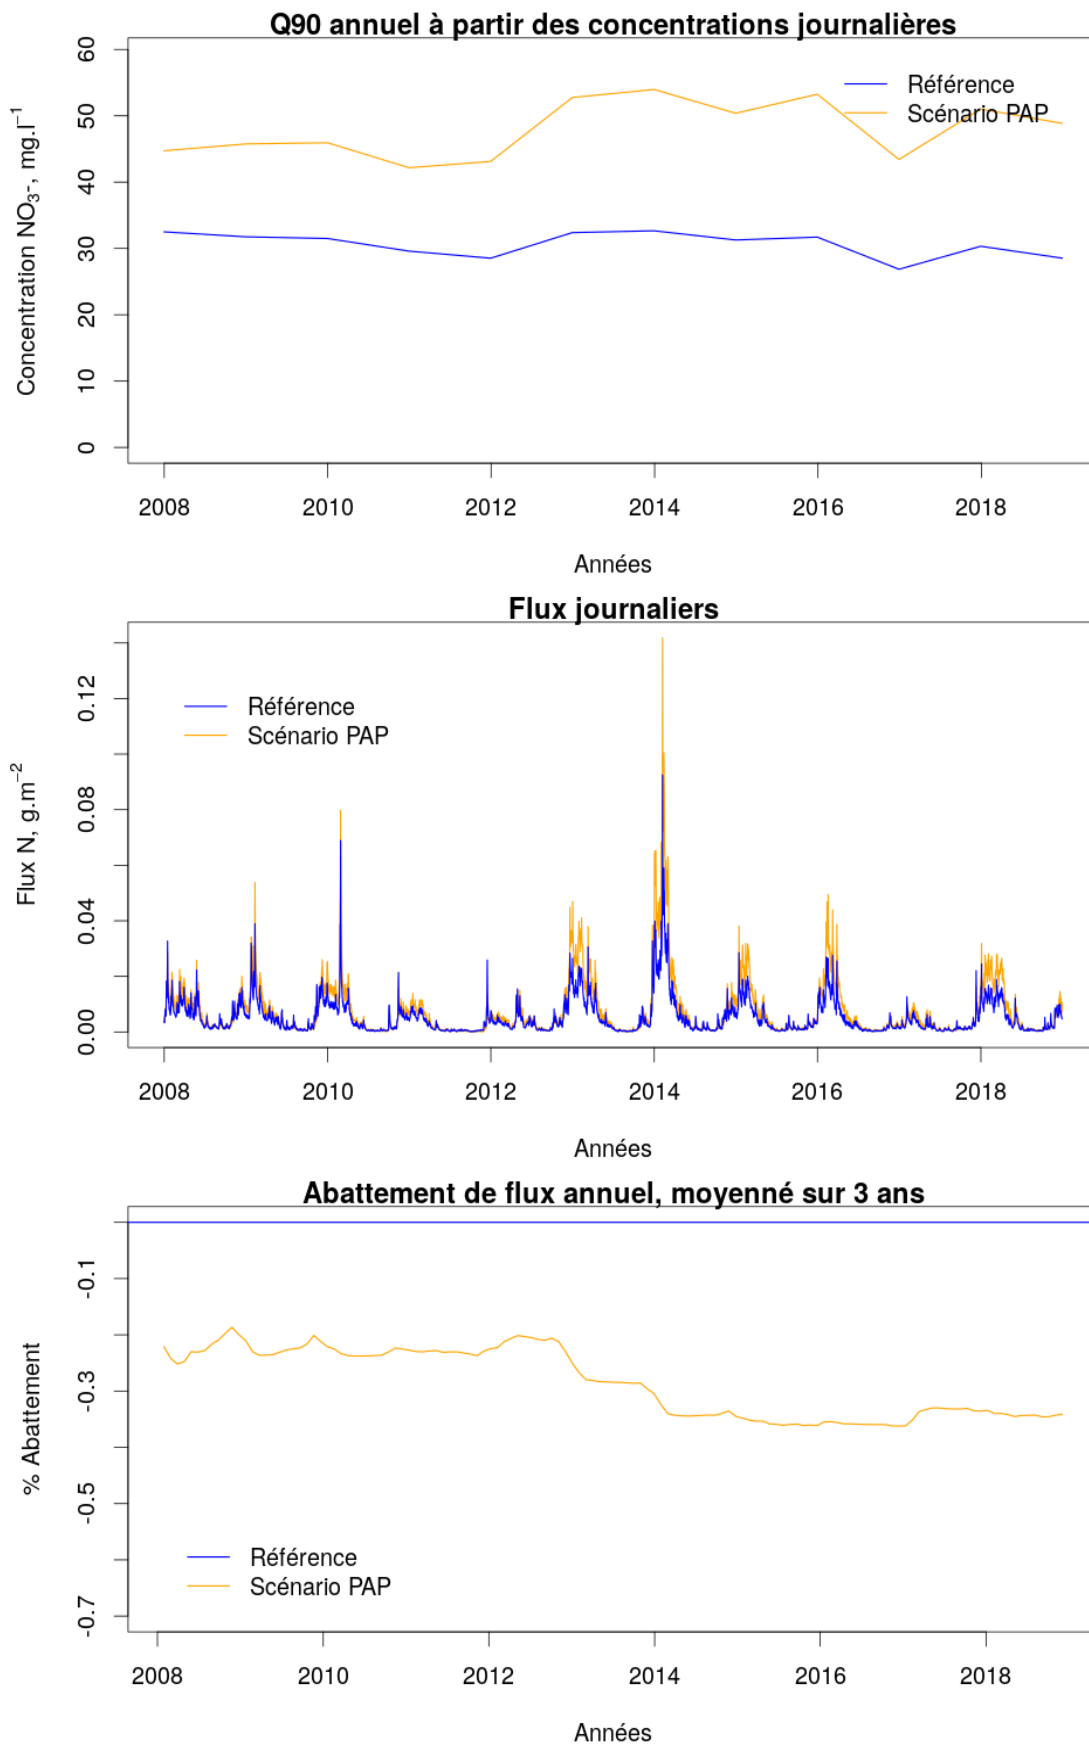 Q90 annuel à partir des concentrations journalières
Concentration NO₃-, mg.l⁻¹
60
50
40
30
20
10
0
Référence
Scénario PAP
2008 2010 2012 2014 2016 2018
Années
Flux journaliers
Flux N, g.m⁻²
0.12
0.08
0.04
0.00
Référence
Scénario PAP
2008 2010 2012 2014 2016 2018
Années
Abattement de flux annuel, moyenné sur 3 ans
% Abattement
-0.1
-0.3
-0.5
-0.7
Référence
Scénario PAP
2008 2010 2012 2014 2016 2018
Années